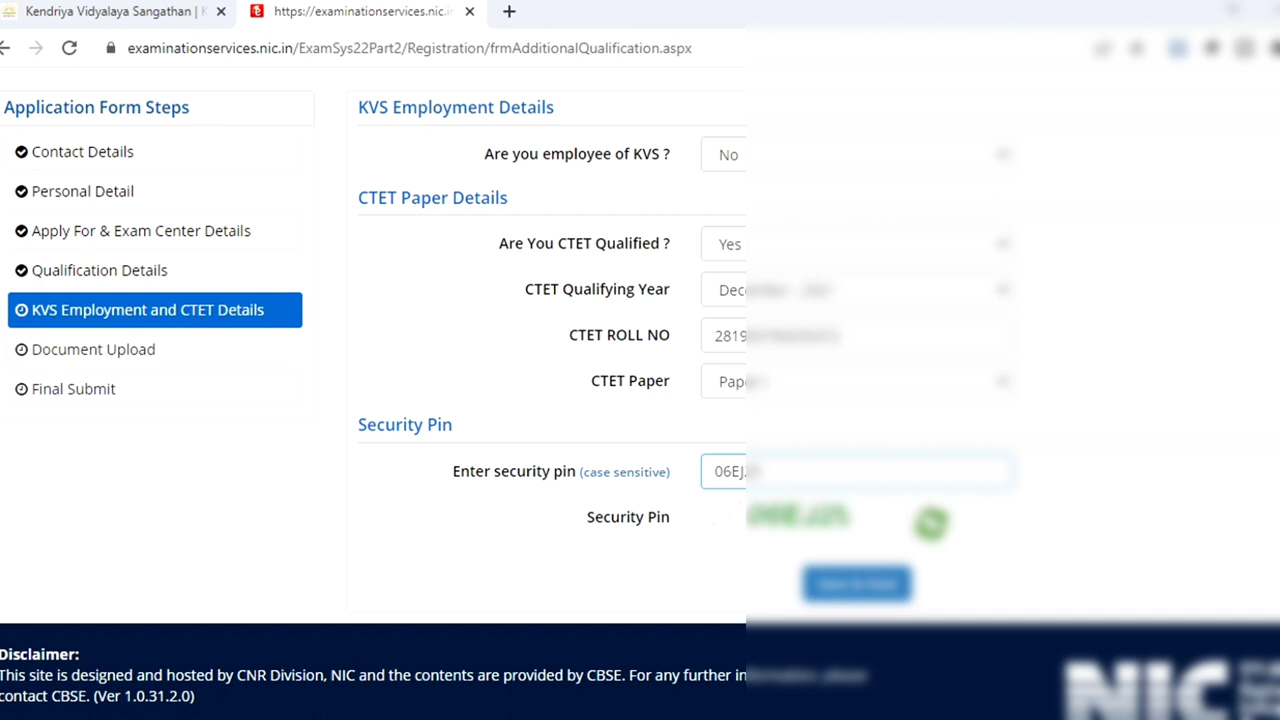 Kendriya Vidyalaya Sangathan | K
https://examinationservices.nic.in
examinationservices.nic.in/ExamSys22Part2/Registration/frmAdditionalQualification.aspx
Application Form Steps
Contact Details
Personal Detail
Apply For & Exam Center Details
Qualification Details
KVS Employment and CTET Details
Document Upload
Final Submit
KVS Employment Details
Are you employee of KVS ? No
CTET Paper Details
Are You CTET Qualified ? Yes
CTET Qualifying Year
CTET ROLL NO 2819
CTET Paper
Security Pin
Enter security pin (case sensitive) 06EJ
Security Pin
Disclaimer:
This site is designed and hosted by CNR Division, NIC and the contents are provided by CBSE. For any further
contact CBSE. (Ver 1.0.31.2.0)
NIC